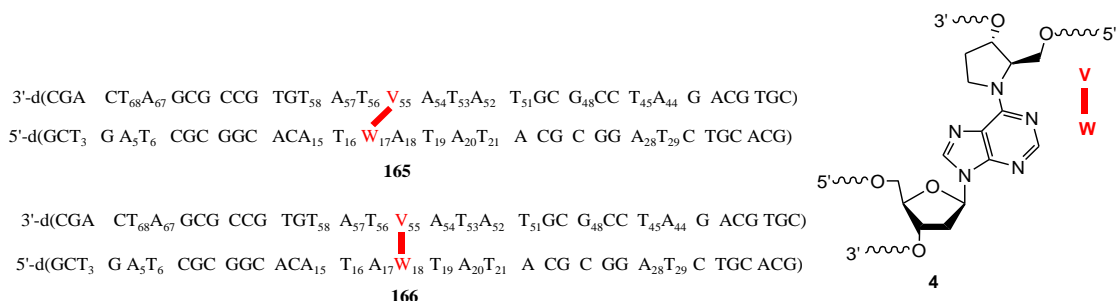 3'-d(CGA CT₆₈A₆₇ GCG CCG TGT₅₈ A₅₇T₅₆ V₅₅ A₅₄T₅₃A₅₂ T₅₁GC G₄₈CC T₄₅A₄₄ G ACG TGC)
5'-d(GCT₃ G A₅T₆ CGC GGC ACA₁₅ T₁₆ W₁₇A₁₈ T₁₉ A₂₀T₂₁ A CG C GG A₂₈T₂₉ C TGC ACG)
165
3'-d(CGA CT₆₈A₆₇ GCG CCG TGT₅₈ A₅₇T₅₆ V₅₅ A₅₄T₅₃A₅₂ T₅₁GC G₄₈CC T₄₅A₄₄ G ACG TGC)
5'-d(GCT₃ G A₅T₆ CGC GGC ACA₁₅ T₁₆ A₁₇W₁₈ T₁₉ A₂₀T₂₁ A CG C GG A₂₈T₂₉ C TGC ACG)
166
3' O
O 5'
N
V
W
N N
N N
5' O O
3' O
4